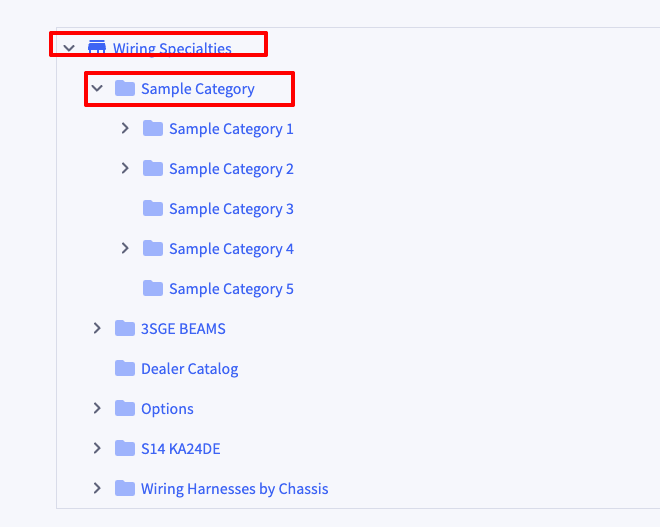 Wiring Specialties
Sample Category
Sample Category 1
Sample Category 2
Sample Category 3
Sample Category 4
Sample Category 5
3SGE BEAMS
Dealer Catalog
Options
S14 KA24DE
Wiring Harnesses by Chassis